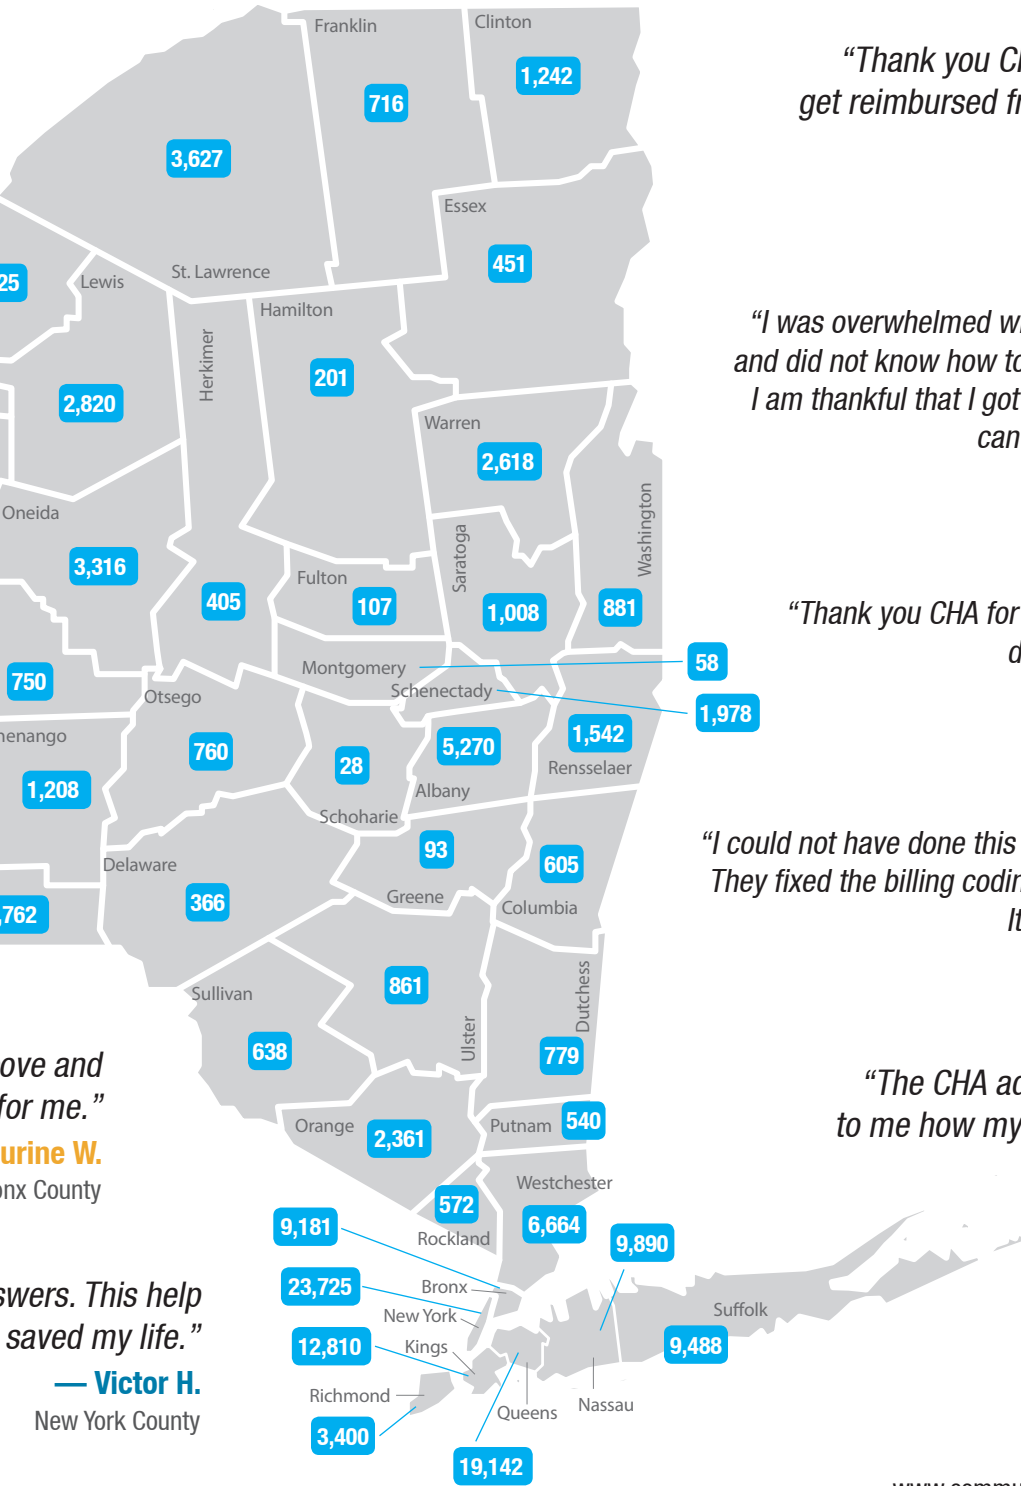 Franklin
Clinton
1,242
716
3,627
"Thank you
get reimbursed
Essex
451
25
Lewis
St. Lawrence
Hamilton
Herkimer
201
2,820
"I was overwhelmed
and did not know how to
I am thankful that I got
can
Warren
2,618
Oneida
3,316
Saratoga
Washington
Fulton
107
405
1,008
881
"Thank you CHA for
Montgomery
58
Schenectady
1,978
750
Otsego
1,208
760
28
5,270
1,542
Rensselaer
Albany
Schoharie
93
Delaware
366
605
Greene
Columbia
,762
"I could not have done this
They fixed the billing
It
Sullivan
861
Ulster
Dutchess
638
779
and
for me."
W.
County
"The CHA
to me how my
Orange
2,361
Putnam
540
Westchester
6,664
572
Rockland
9,181
9,890
23,725
Bronx
New York
12,810
Kings
Suffolk
9,488
Richmond
3,400
Queens
Nassau
19,142
This help
saved my life."
— Victor H.
New York County